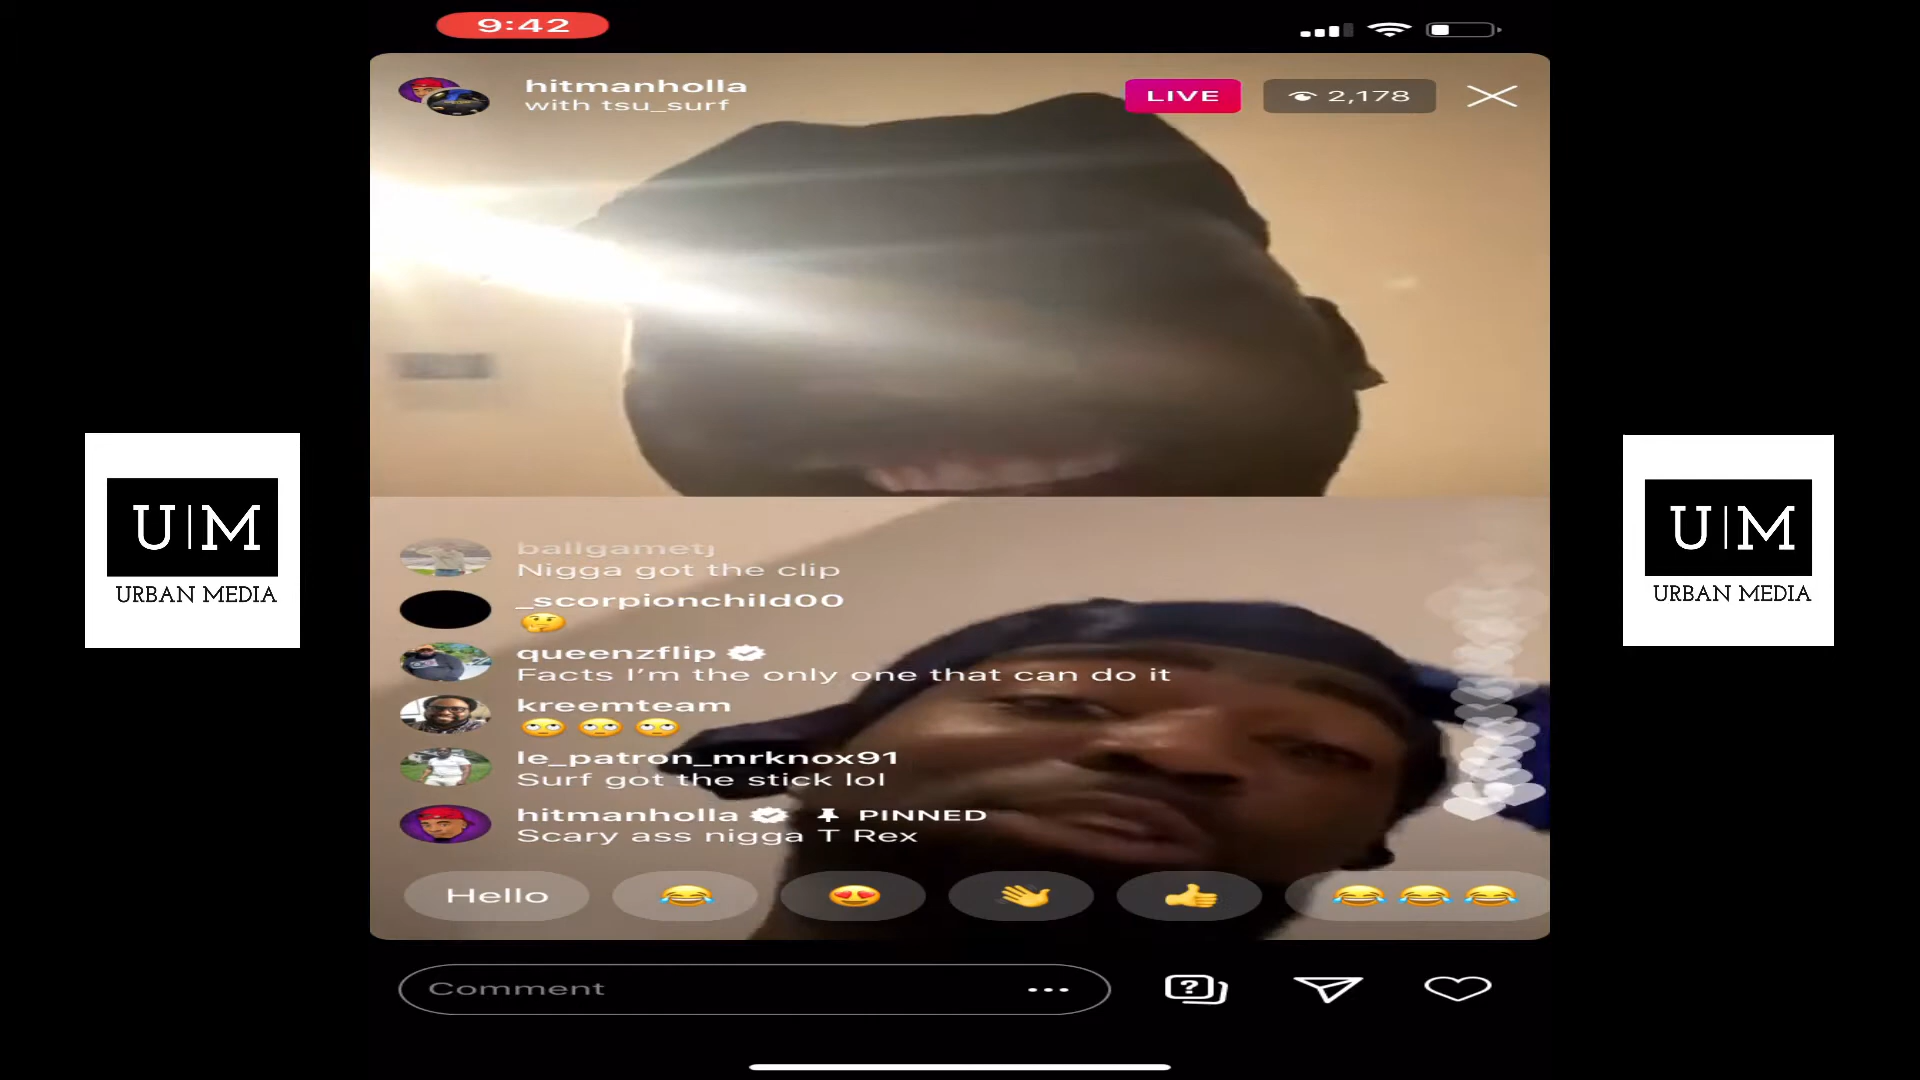 9:42
hitmanholla
with tsu_surf
LIVE
2,178
ballgametj
Nigga got the clip
_scorpionchild00
🤔
queenzflip
Facts I'm the only one that can do it
kreemteam
🙄 🙄 🙄
le_patron_mrknox91
Surf got the stick lol
hitmanholla PINNED
Scary ass nigga T Rex
Hello 😂 😍 👋 👍 😂 😂 😂
Comment
U|M
URBAN MEDIA
U|M
URBAN MEDIA